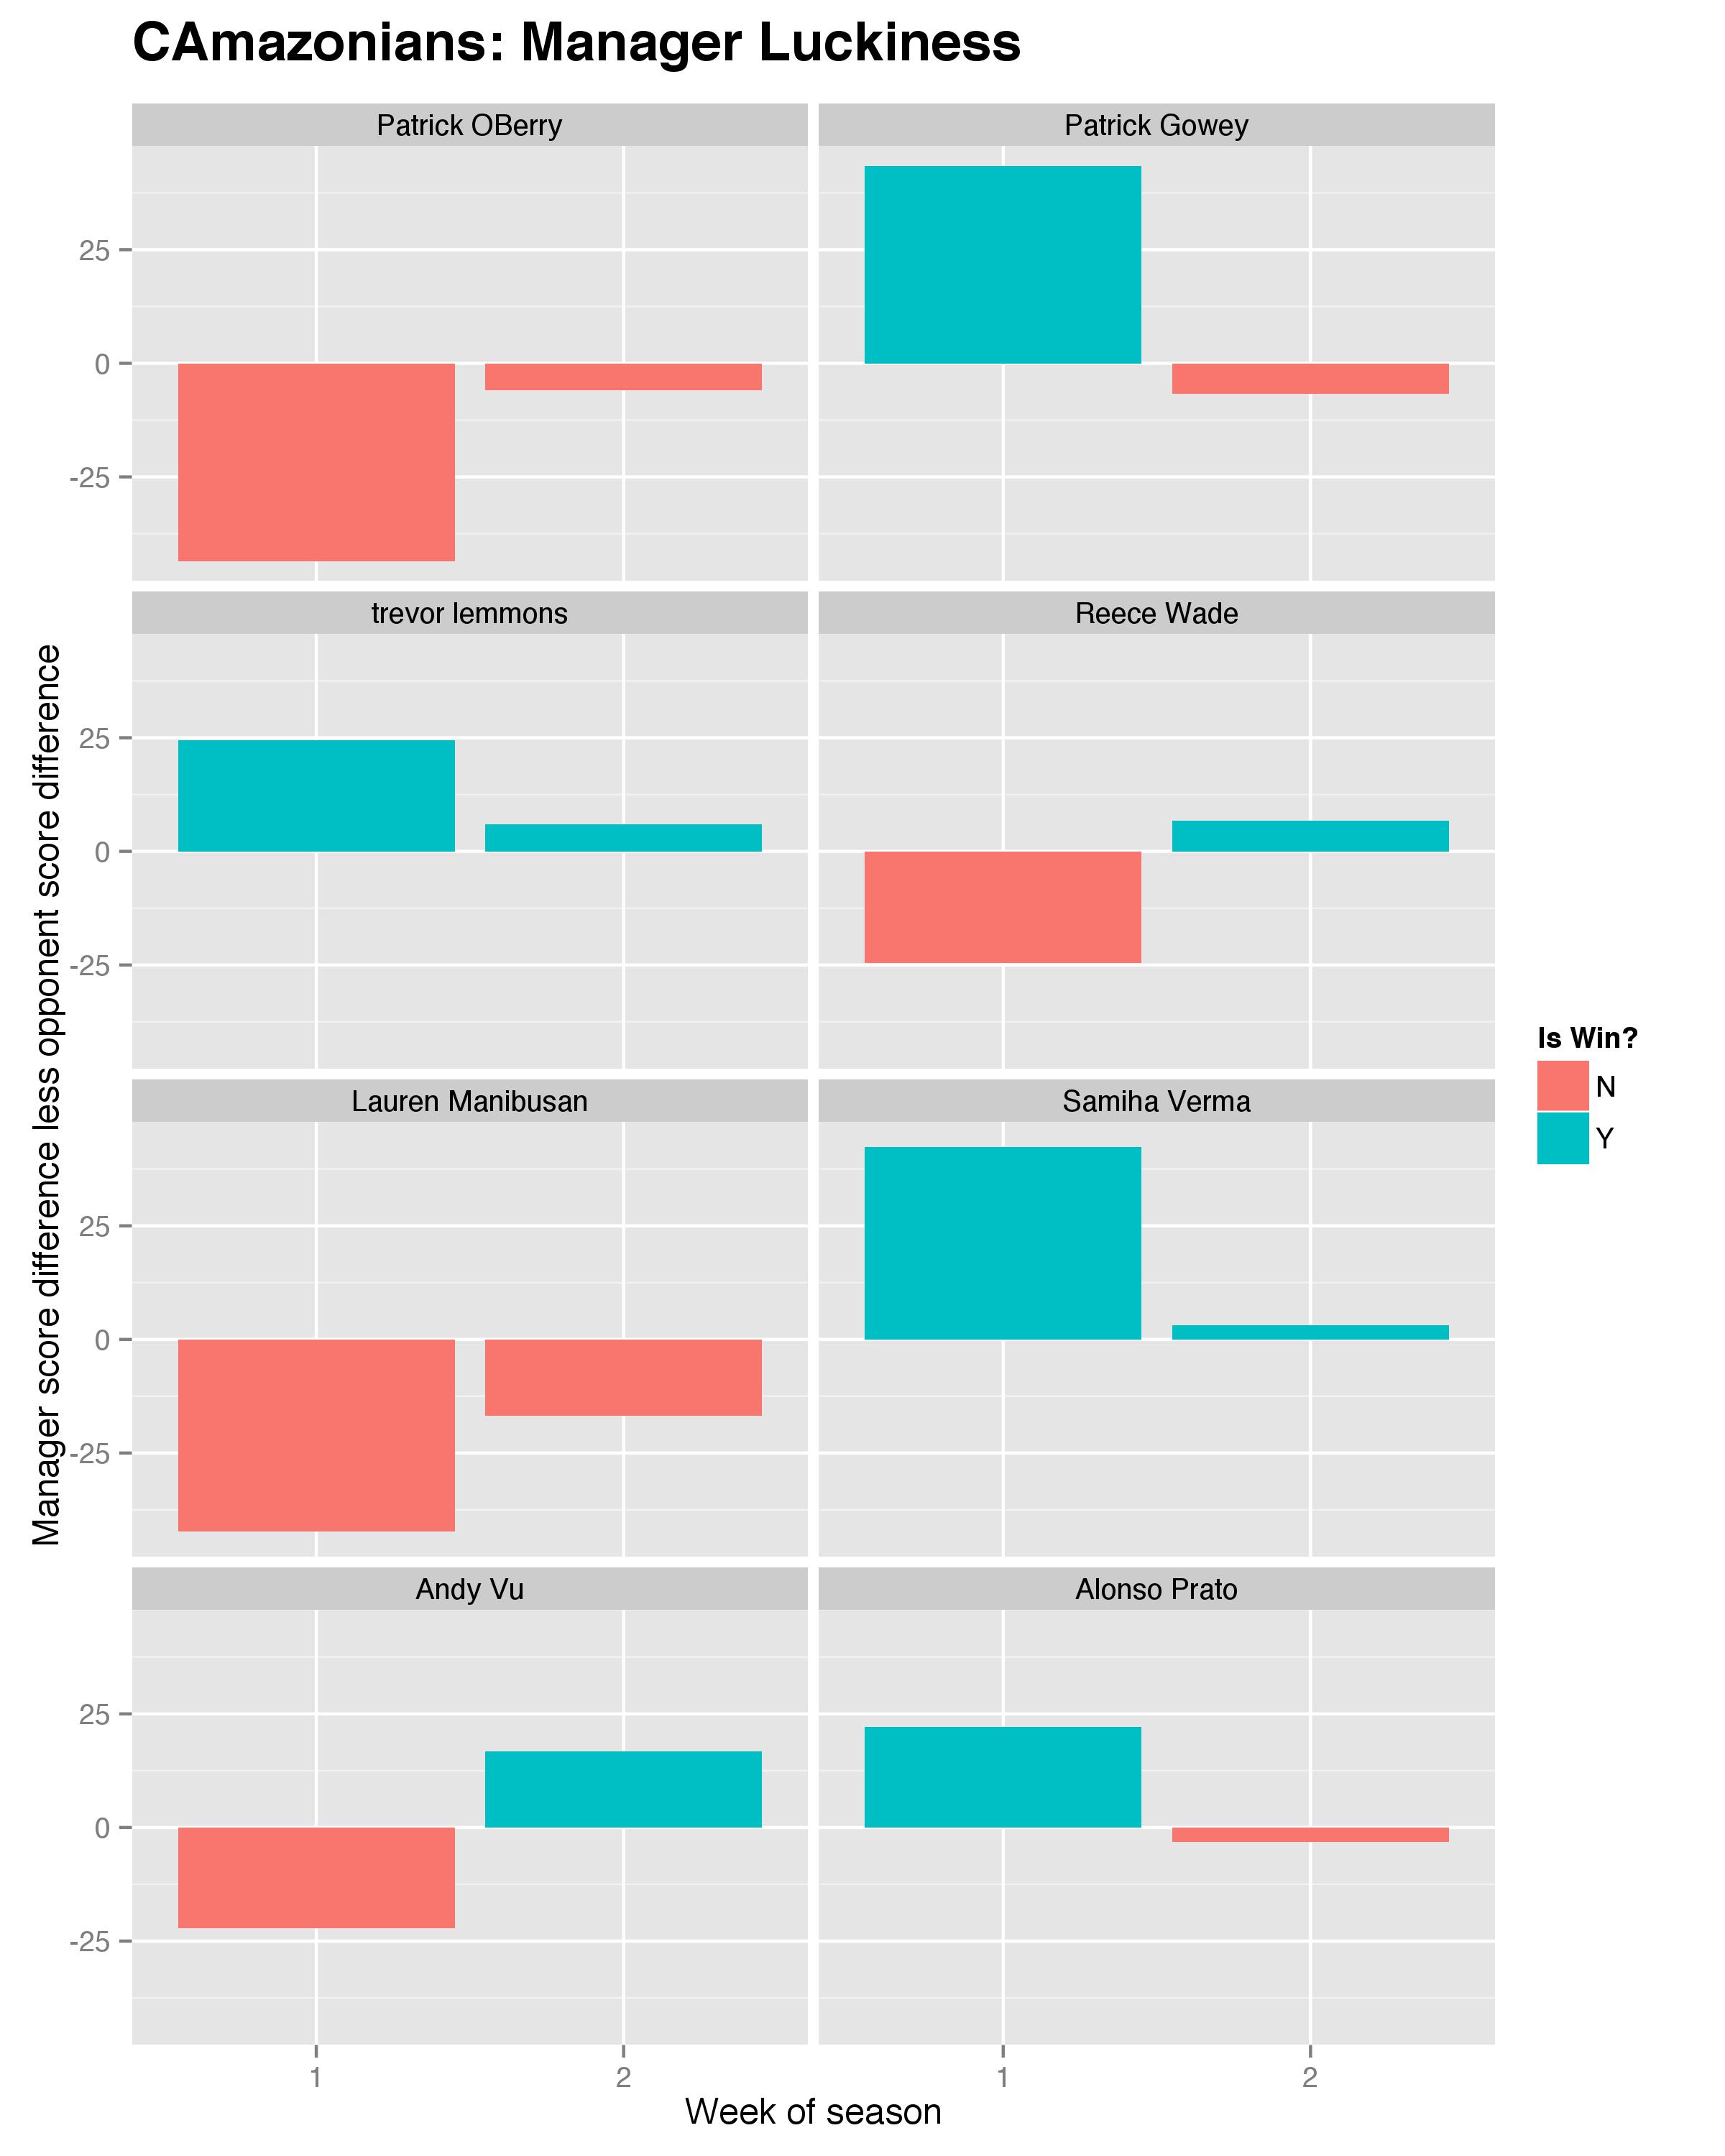 CAmazonians: Manager Luckiness
Patrick OBerry
Patrick Gowey
25
0
-25
trevor lemmons
Reece Wade
25
0
-25
Lauren Manibusan
Samiha Verma
25
0
-25
Andy Vu
Alonso Prato
25
0
-25
1
2
1
2
Week of season
Manager score difference less opponent score difference
Is Win?
N
Y